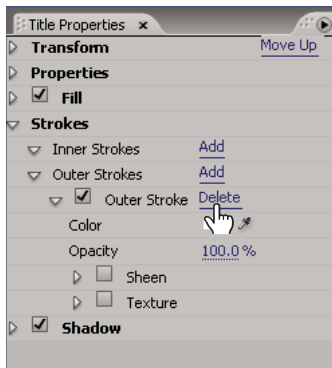 Title Properties x
Transform Move Up
Properties
Fill
Strokes
Inner Strokes Add
Outer Strokes Add
Outer Stroke Delete
Color
Opacity 100.0 %
Sheen
Texture
Shadow